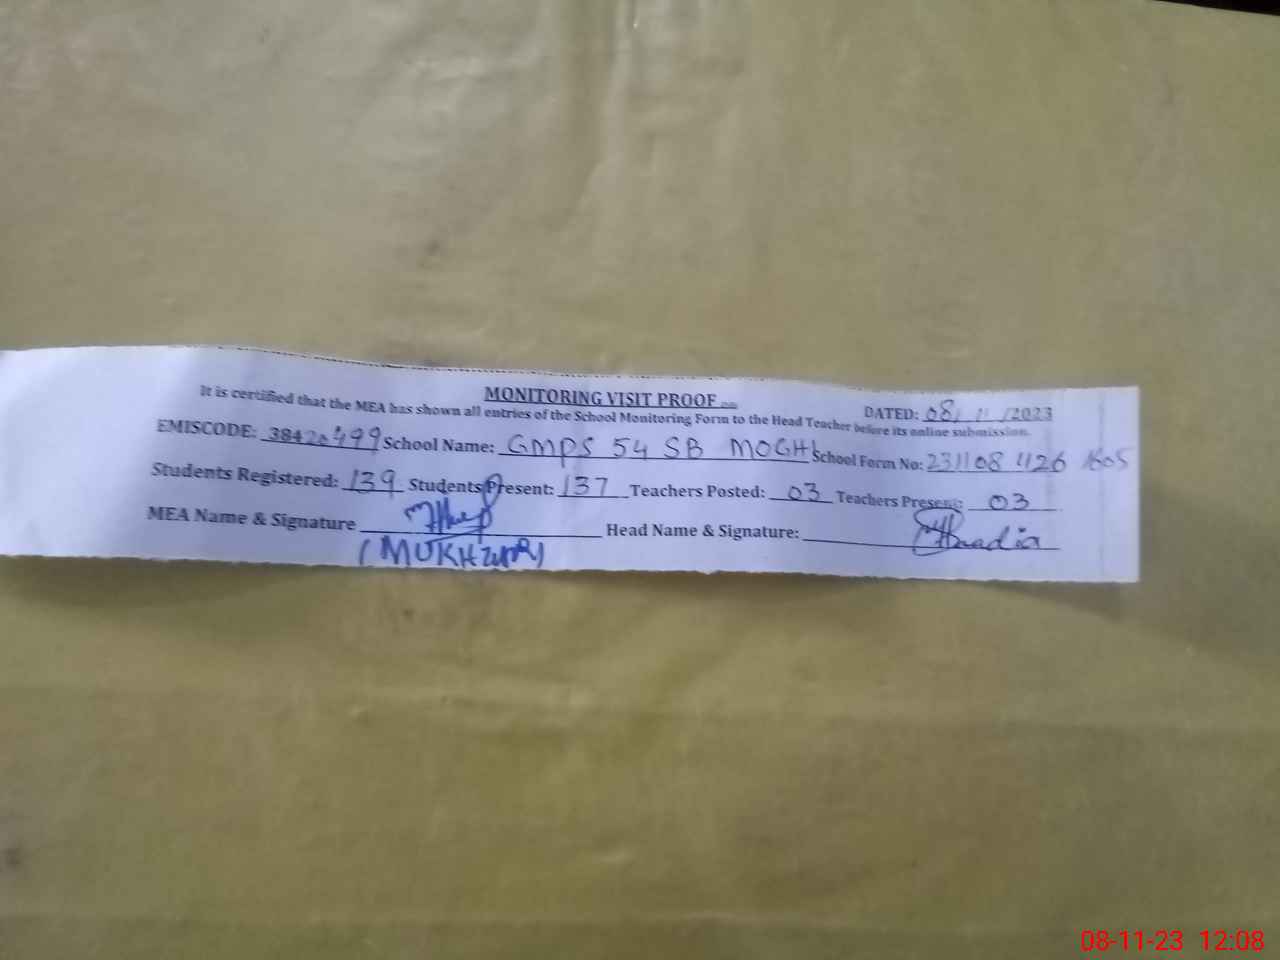 MONITORING VISIT PROOF
DATED: 08/11/2023
It is certified that the MEA has shown all entries of the School Monitoring Form to the Head Teacher before its online submission.
EMISCODE: 38420499 School Name: GMPS 54 SB MOGHL School Form No: 231108 1126 1605
Students Registered: 139 Students Present: 137 Teachers Posted: 03 Teachers Present: 03
MEA Name & Signature Head Name & Signature:
08-11-23 12:08